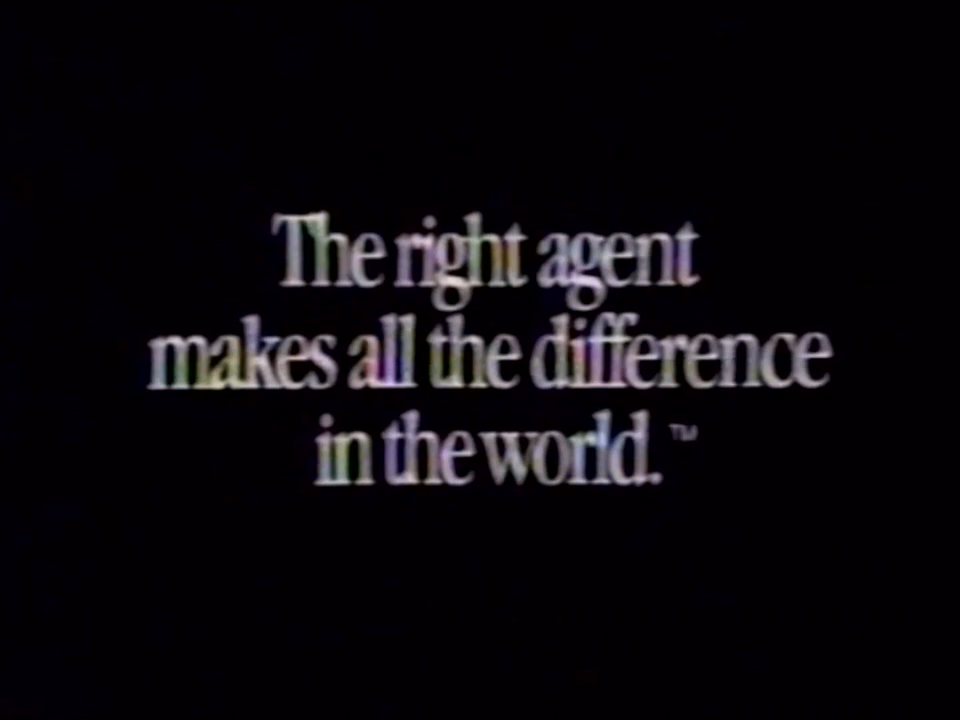 The right agent
makes all the difference
in the world.™